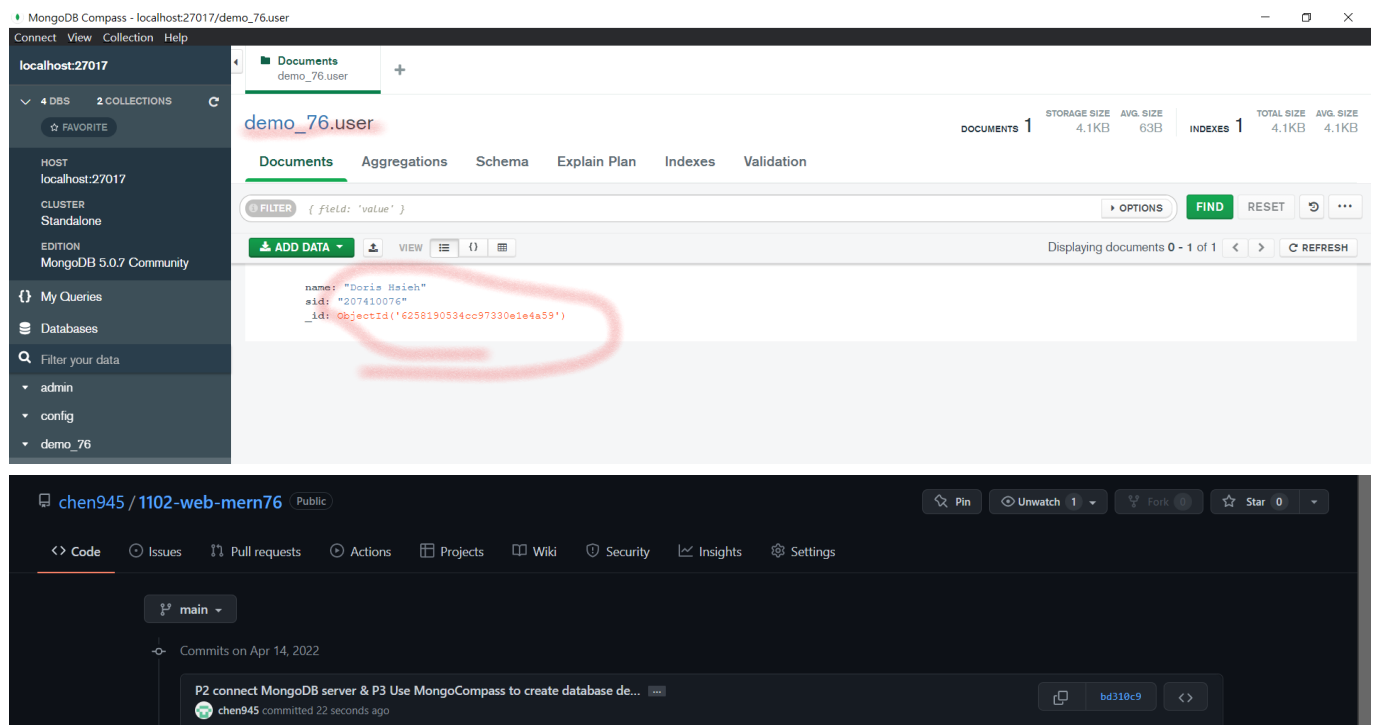 MongoDB Compass - localhost:27017/demo_76.user
Connect View Collection Help
localhost:27017
4 DBS 2 COLLECTIONS
FAVORITE
HOST
localhost:27017
CLUSTER
Standalone
EDITION
MongoDB 5.0.7 Community
My Queries
Databases
Filter your data
admin
config
demo_76
Documents
demo_76.user
demo_76.user
DOCUMENTS 1 STORAGE SIZE 4.1KB AVG. SIZE 63B INDEXES 1 TOTAL SIZE 4.1KB AVG. SIZE 4.1KB
Documents Aggregations Schema Explain Plan Indexes Validation
FILTER { field: 'value' } OPTIONS FIND RESET
ADD DATA VIEW Displaying documents 0 - 1 of 1 REFRESH
name: "Doris Hsieh"
sid: "207410076"
_id: ObjectId('6258190534cc97330e1e4a59')
chen945 / 1102-web-mern76 Public Pin Unwatch 1 Fork 0 Star 0
Code Issues Pull requests Actions Projects Wiki Security Insights Settings
main
Commits on Apr 14, 2022
P2 connect MongoDB server & P3 Use MongoCompass to create database de... ...
bd310c9
chen945 committed 22 seconds ago